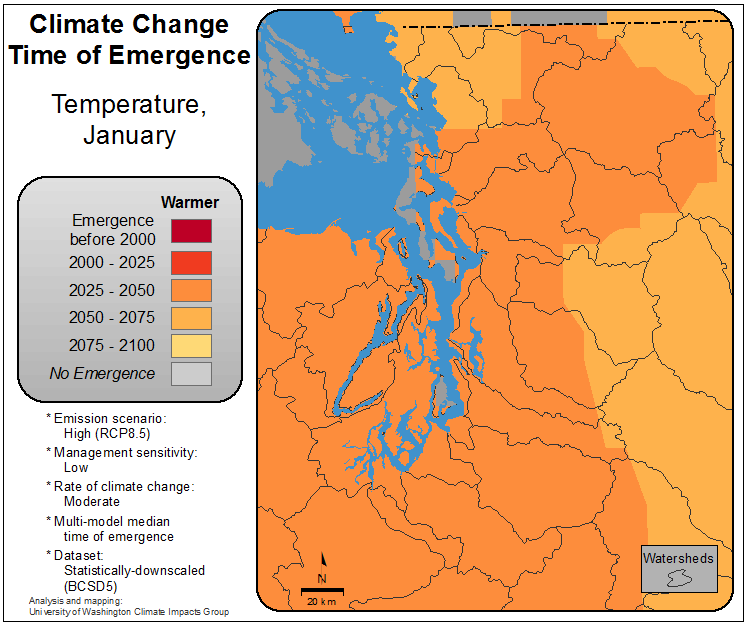 Climate Change
Time of Emergence
Temperature,
January
Warmer
Emergence
before 2000
2000 - 2025
2025 - 2050
2050 - 2075
2075 - 2100
No Emergence
* Emission scenario:
High (RCP8.5)
* Management sensitivity:
Low
* Rate of climate change:
Moderate
* Multi-model median
time of emergence
* Dataset:
Statistically-downscaled
(BCSD5)
Analysis and mapping:
University of Washington Climate Impacts Group
N
20 km
Watersheds